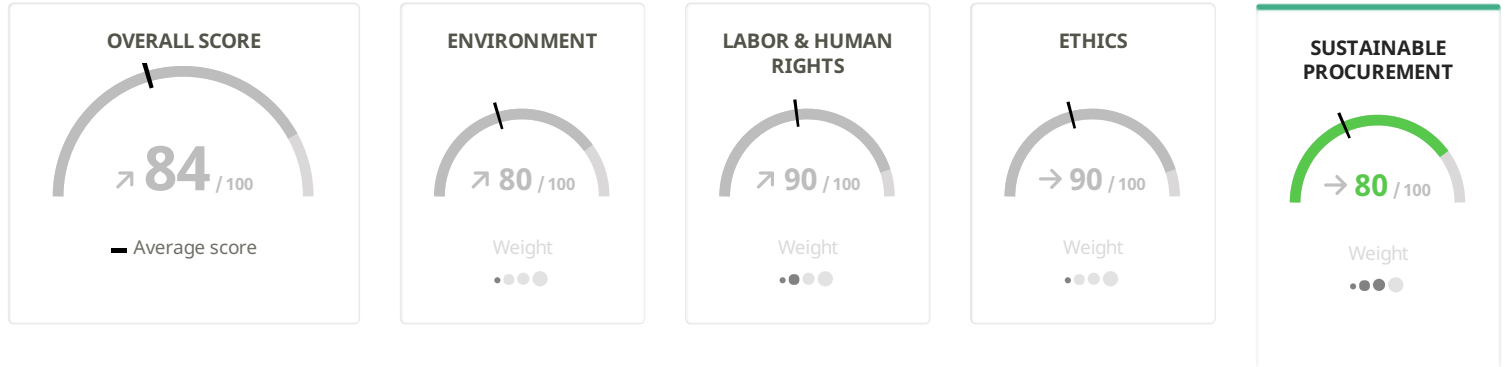 OVERALL SCORE
84 / 100
Average score
ENVIRONMENT
80 / 100
Weight
LABOR & HUMAN
RIGHTS
90 / 100
Weight
ETHICS
90 / 100
Weight
SUSTAINABLE
PROCUREMENT
80 / 100
Weight